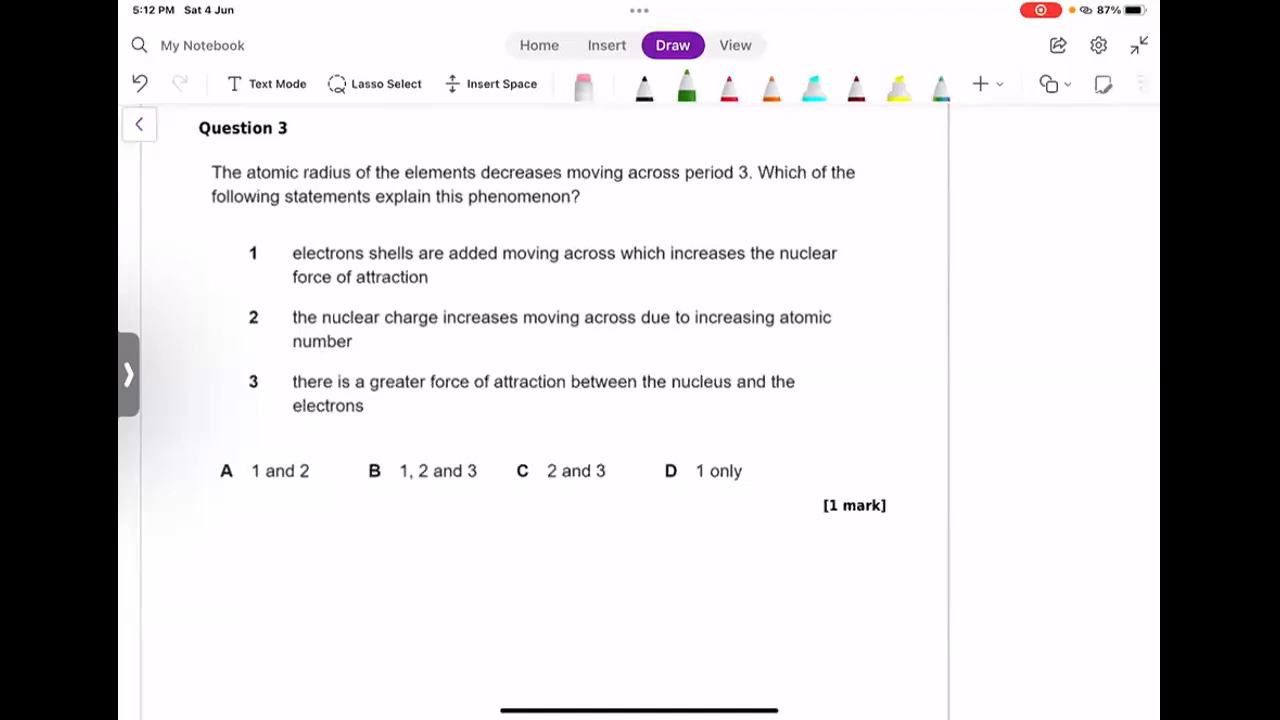 5:12 PM Sat 4 Jun
87%
My Notebook
Home Insert Draw View
Text Mode Lasso Select Insert Space
Question 3
The atomic radius of the elements decreases moving across period 3. Which of the
following statements explain this phenomenon?
1 electrons shells are added moving across which increases the nuclear
force of attraction
2 the nuclear charge increases moving across due to increasing atomic
number
3 there is a greater force of attraction between the nucleus and the
electrons
A 1 and 2 B 1, 2 and 3 C 2 and 3 D 1 only
[1 mark]